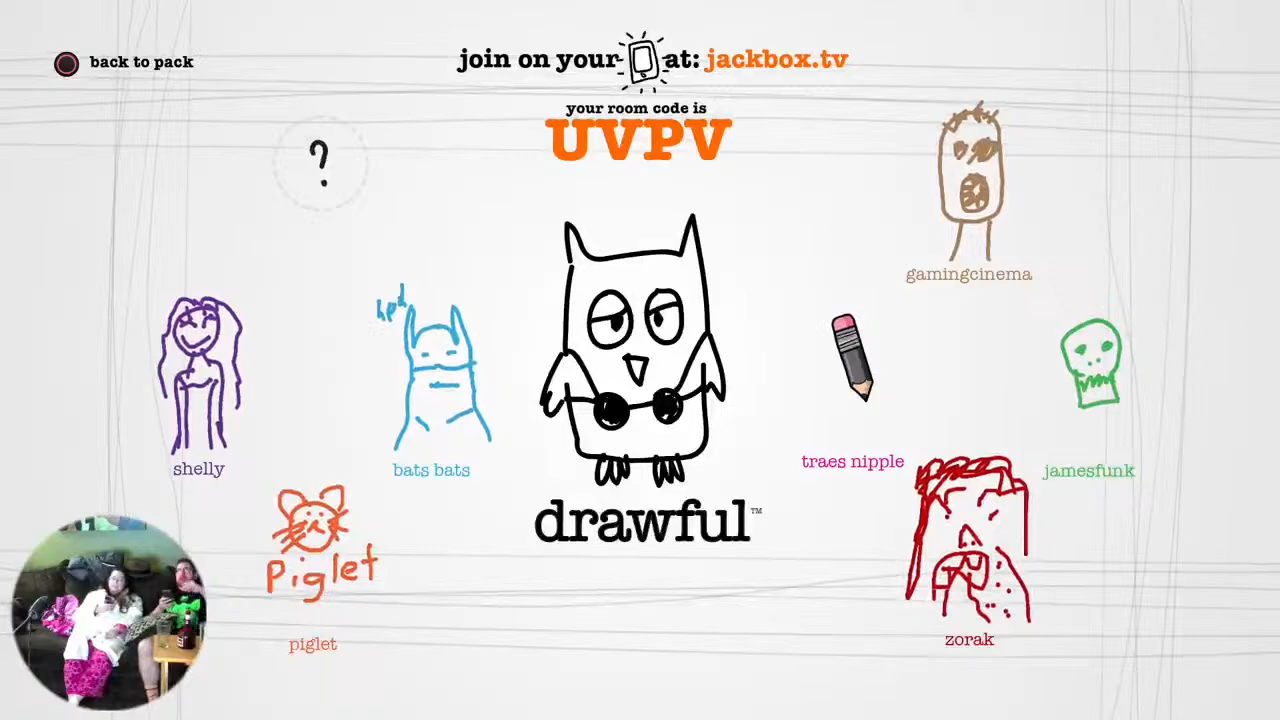 back to pack
join on your at: jackbox.tv
your room code is
UVPV
?
gamingcinema
shelly
bats bats
traes nipple
jamesfunk
drawful™
Piglet
piglet
zorak